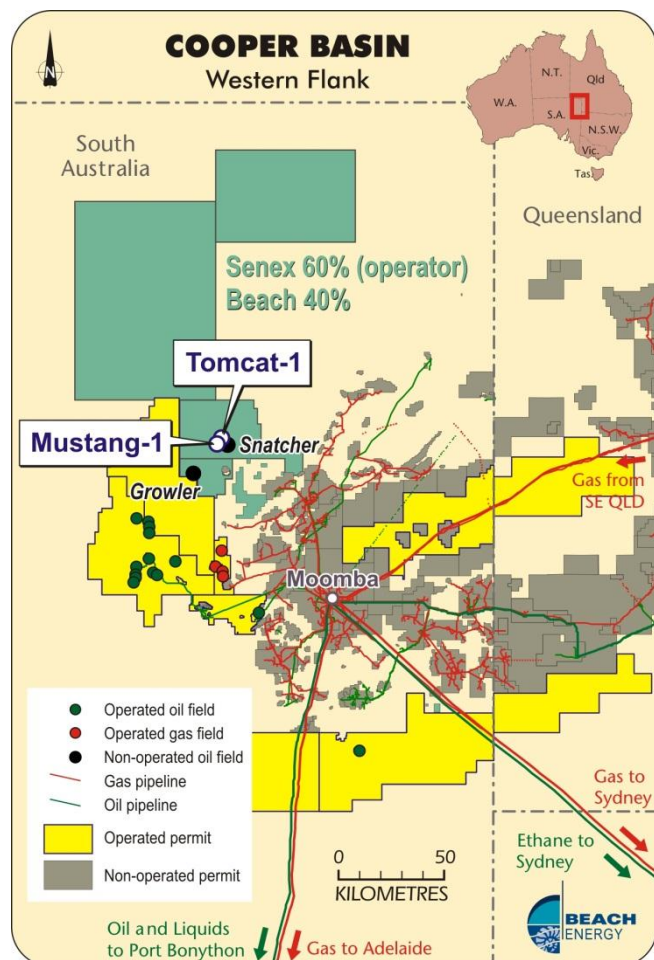 COOPER BASIN
Western Flank
N
N.T.
Qld
W.A.
S.A.
N.S.W.
Vic.
Tas.
South
Australia
Queensland
Senex 60% (operator)
Beach 40%
Tomcat-1
Mustang-1
Snatcher
Growler
Gas from
SE QLD
Moomba
Operated oil field
Operated gas field
Non-operated oil field
Gas pipeline
Oil pipeline
Operated permit
Non-operated permit
0 50
KILOMETRES
Gas to
Sydney
Ethane to
Sydney
Oil and Liquids
to Port Bonython
Gas to Adelaide
BEACH
ENERGY